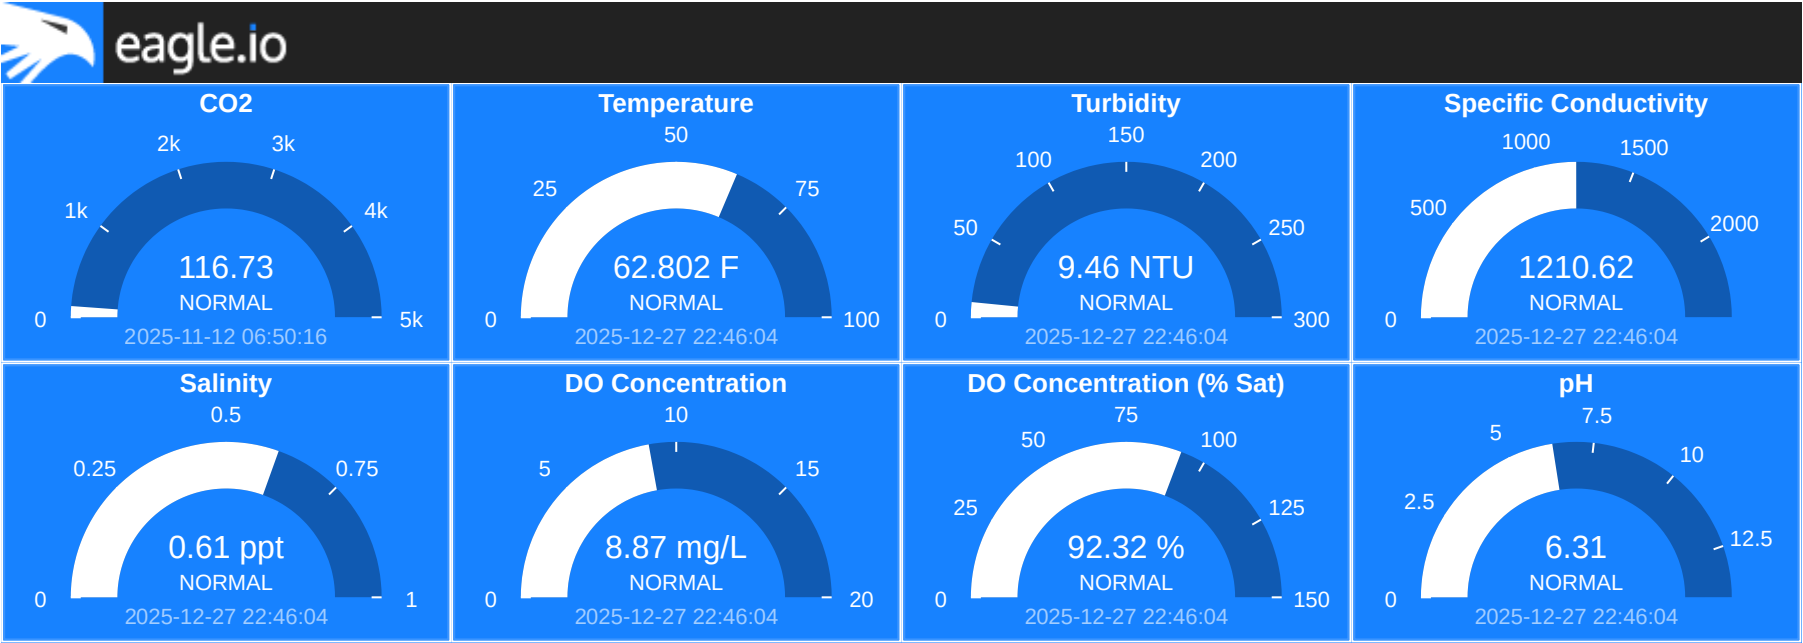 eagle.io
CO2
0
1k
2k
3k
4k
5k
116.73
NORMAL
2025-11-12 06:50:16
Temperature
0
25
50
75
100
62.802 F
NORMAL
2025-12-27 22:46:04
Turbidity
0
50
100
150
200
250
300
9.46 NTU
NORMAL
2025-12-27 22:46:04
Specific Conductivity
0
500
1000
1500
2000
1210.62
NORMAL
2025-12-27 22:46:04
Salinity
0
0.25
0.5
0.75
1
0.61 ppt
NORMAL
2025-12-27 22:46:04
DO Concentration
0
5
10
15
20
8.87 mg/L
NORMAL
2025-12-27 22:46:04
DO Concentration (% Sat)
0
25
50
75
100
125
150
92.32 %
NORMAL
2025-12-27 22:46:04
pH
0
2.5
5
7.5
10
12.5
6.31
NORMAL
2025-12-27 22:46:04